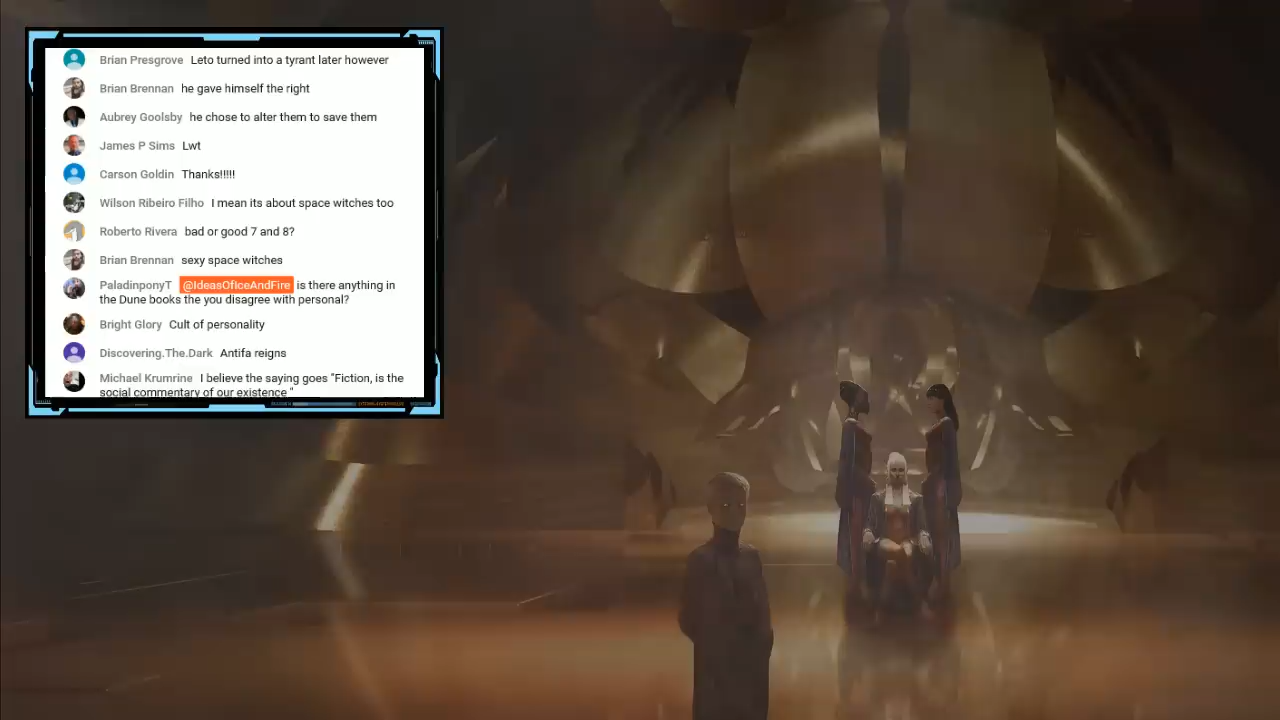 Brian Presgrove Leto turned into a tyrant later however
Brian Brennan he gave himself the right
Aubrey Goolsby he chose to alter them to save them
James P Sims Lwt
Carson Goldin Thanks!!!!!
Wilson Ribeiro Filho I mean its about space witches too
Roberto Rivera bad or good 7 and 8?
Brian Brennan sexy space witches
PaladinponyT @IdeasOfIceAndFire is there anything in
the Dune books the you disagree with personal?
Bright Glory Cult of personality
Discovering.The.Dark Antifa reigns
Michael Krumrine I believe the saying goes "Fiction, is the
social commentary of our existence "